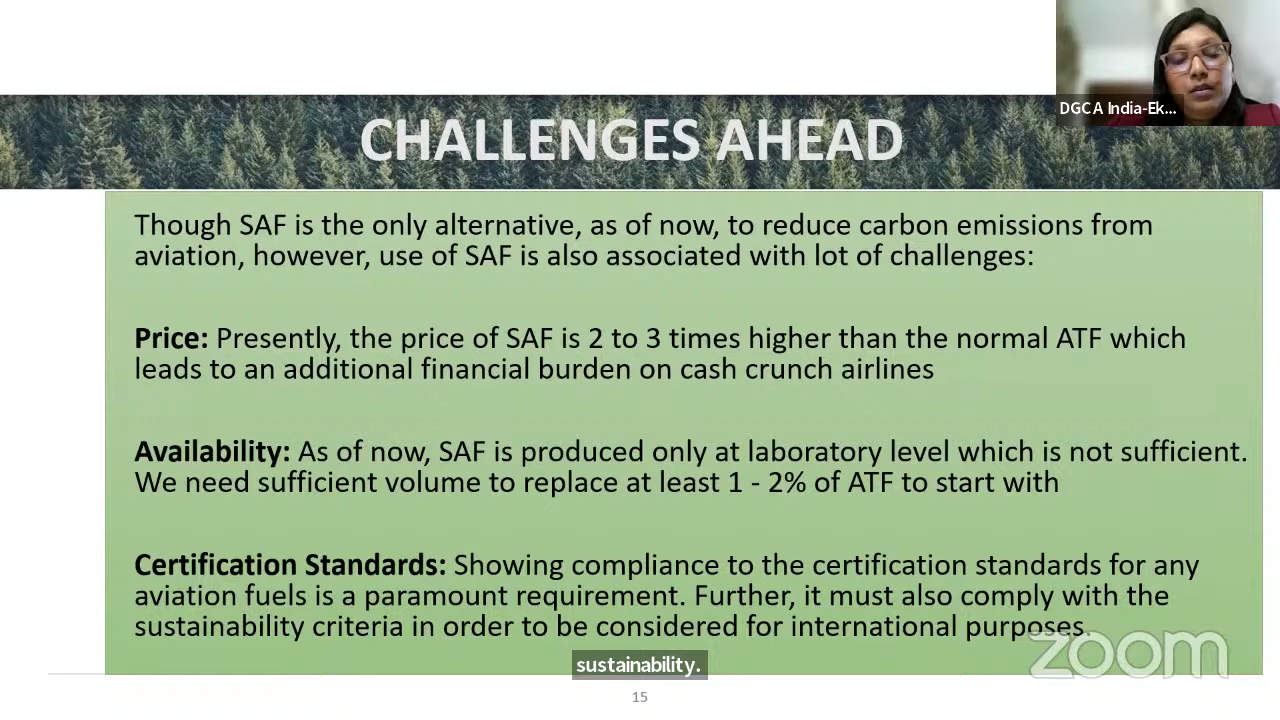 DGCA India-Ek...
CHALLENGES AHEAD
Though SAF is the only alternative, as of now, to reduce carbon emissions from
aviation, however, use of SAF is also associated with lot of challenges:
Price: Presently, the price of SAF is 2 to 3 times higher than the normal ATF which
leads to an additional financial burden on cash crunch airlines
Availability: As of now, SAF is produced only at laboratory level which is not sufficient.
We need sufficient volume to replace at least 1 - 2% of ATF to start with
Certification Standards: Showing compliance to the certification standards for any
aviation fuels is a paramount requirement. Further, it must also comply with the
sustainability criteria in order to be considered for international purposes.
zoom
sustainability.
15